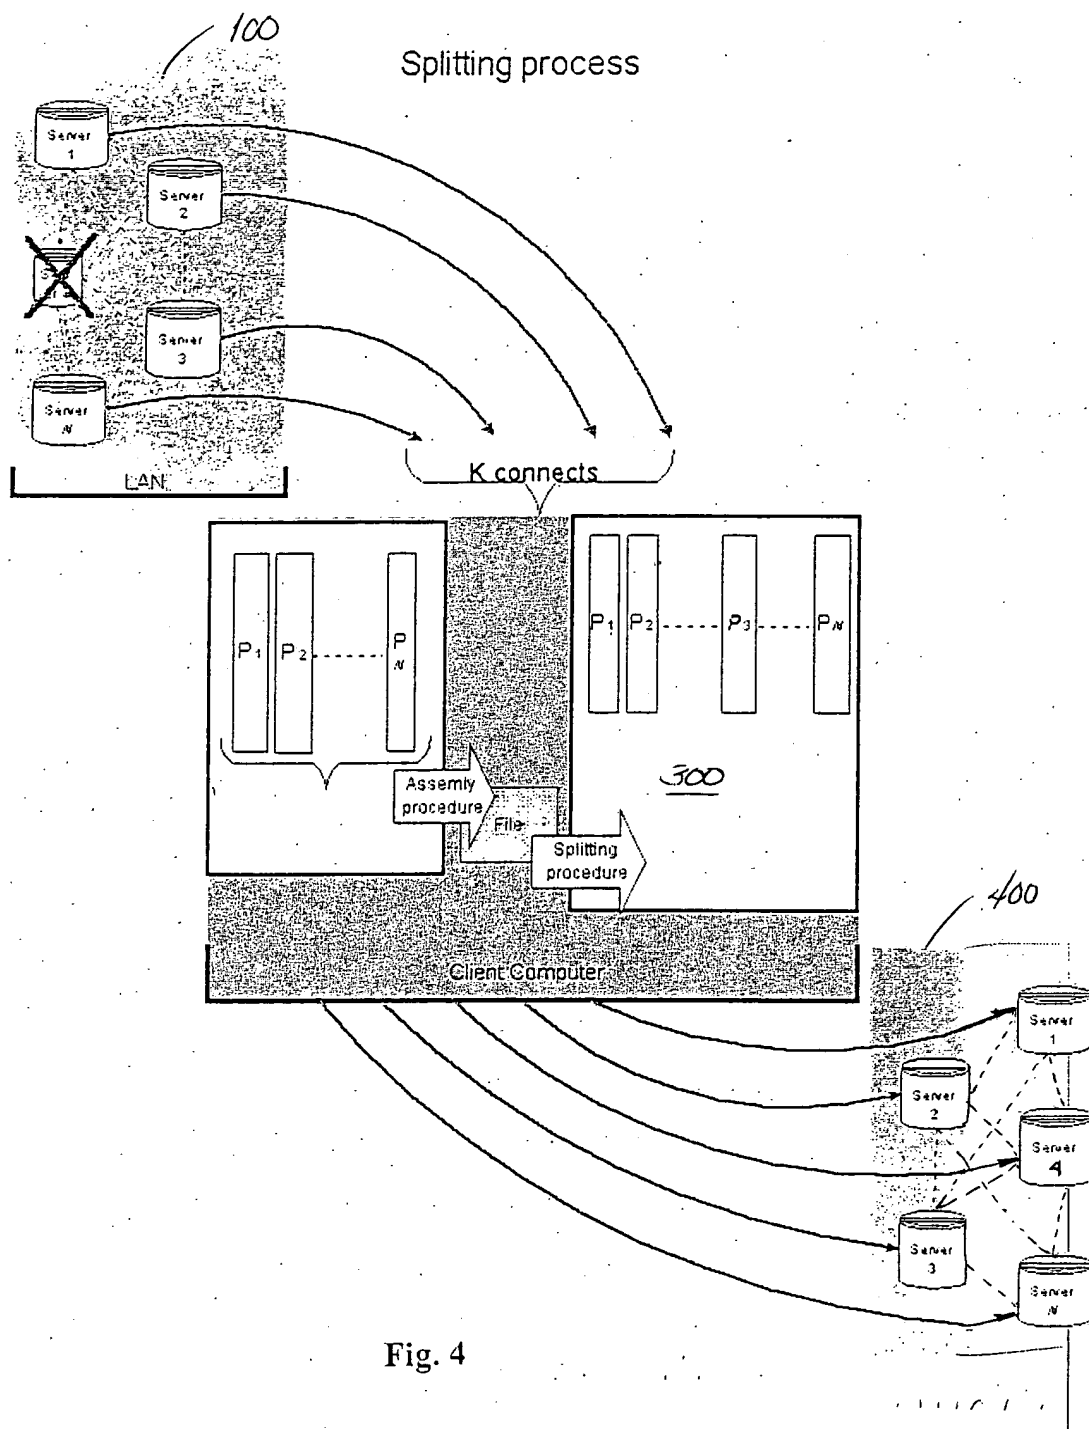 100
Splitting process
Server
1
Server
2
Server
3
Server
N
LAN
K connects
P1
P2
P
N
P1
P2
P3
PN
Assemly
procedure
File
300
Splitting
procedure
400
Client Computer
Server
1
Server
2
Server
4
Server
3
Server
N
Fig. 4